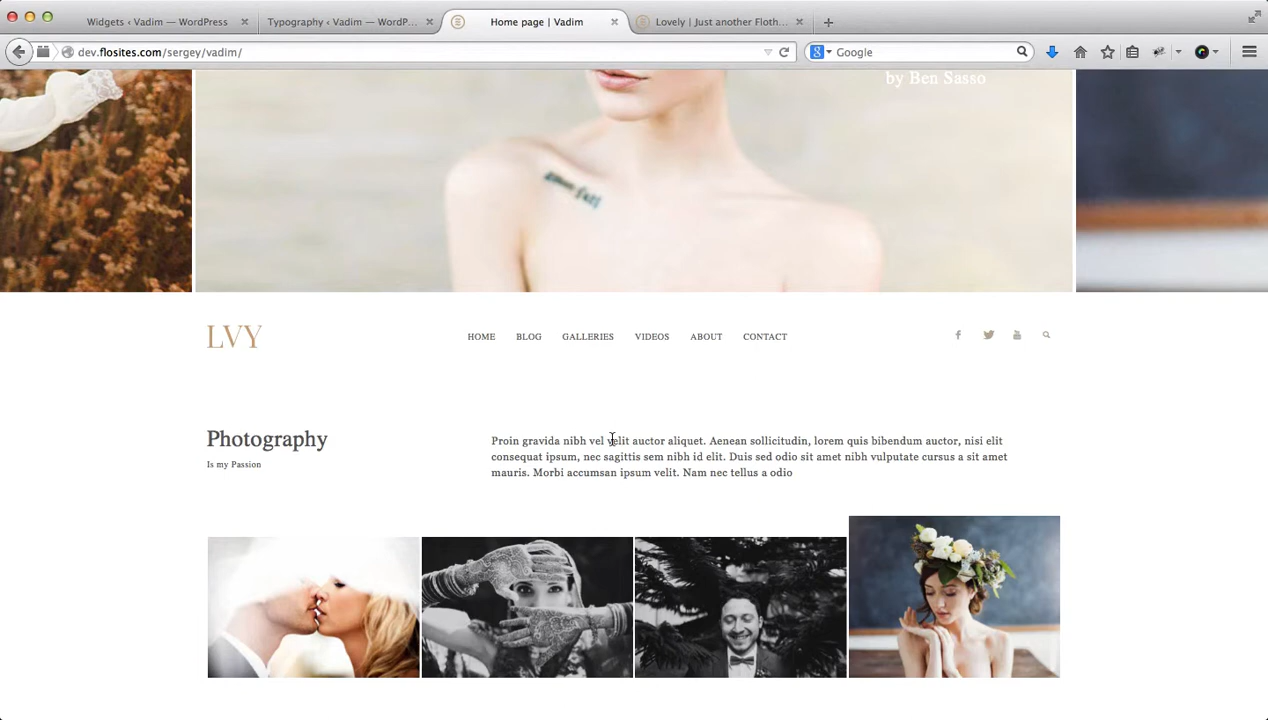 Widgets ‹ Vadim — WordPress
Typography ‹ Vadim — WordP...
Home page | Vadim
Lovely | Just another Floth...
dev.flosites.com/sergey/vadim/
Google
by Ben Sasso
LVY
HOME
BLOG
GALLERIES
VIDEOS
ABOUT
CONTACT
Photography
Is my Passion
Proin gravida nibh vel velit auctor aliquet. Aenean sollicitudin, lorem quis bibendum auctor, nisi elit
consequat ipsum, nec sagittis sem nibh id elit. Duis sed odio sit amet nibh vulputate cursus a sit amet
mauris. Morbi accumsan ipsum velit. Nam nec tellus a odio